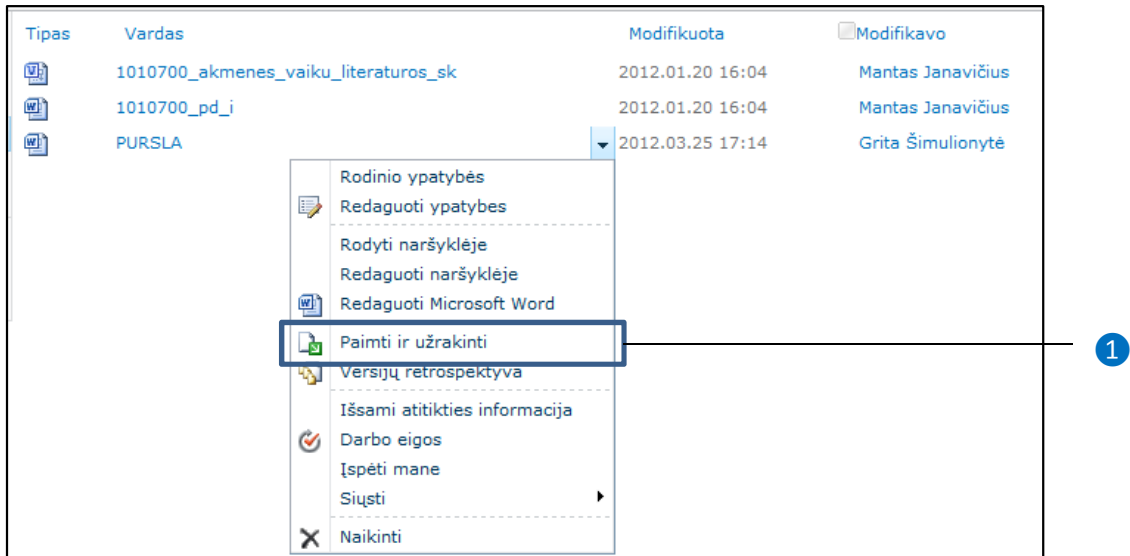 Tipas Vardas Modifikuota Modifikavo
1010700_akmenes_vaiku_literaturos_sk 2012.01.20 16:04 Mantas Janavičius
1010700_pd_i 2012.01.20 16:04 Mantas Janavičius
PURSLA 2012.03.25 17:14 Grita Šimulionytė
Rodinio ypatybės
Redaguoti ypatybes
Rodyti naršyklėje
Redaguoti naršyklėje
Redaguoti Microsoft Word
Paimti ir užrakinti
1
Versijų retrospektyva
Išsami atitikties informacija
Darbo eigos
Įspėti mane
Siųsti
Naikinti